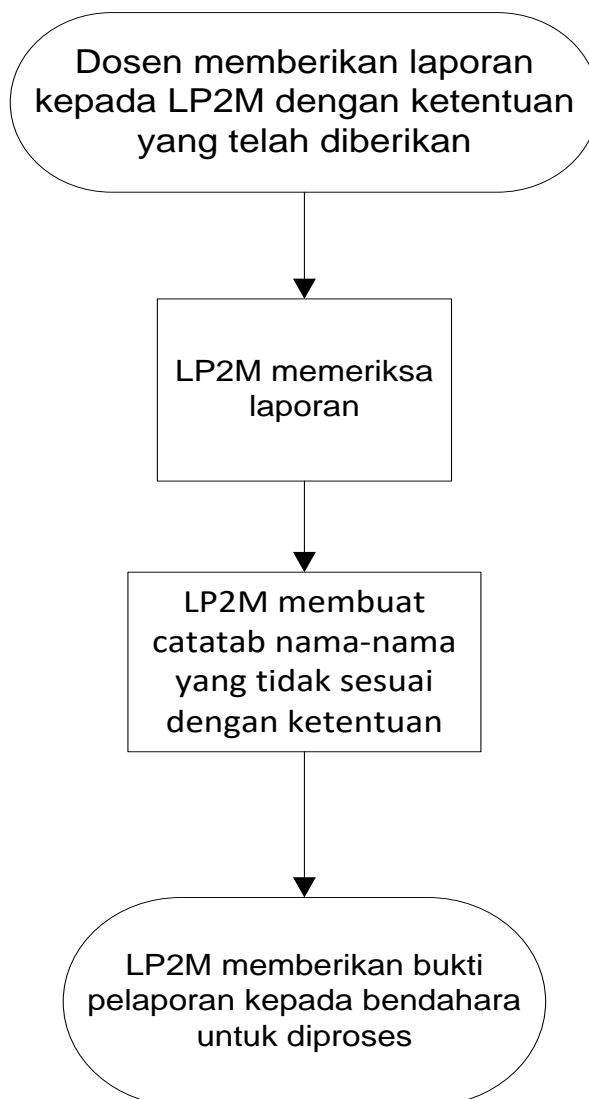 Dosen memberikan laporan
kepada LP2M dengan ketentuan
yang telah diberikan
LP2M memeriksa
laporan
LP2M membuat
catatab nama-nama
yang tidak sesuai
dengan ketentuan
LP2M memberikan bukti
pelaporan kepada bendahara
untuk diproses